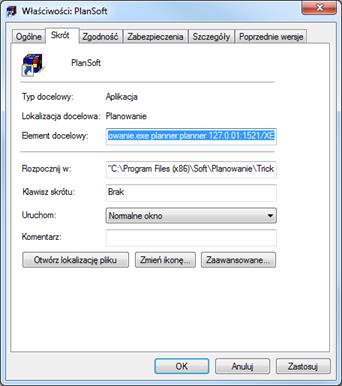 Właściwości: PlanSoft
Ogólne Skrót Zgodność Zabezpieczenia Szczegóły Poprzednie wersje
PlanSoft
Typ docelowy: Aplikacja
Lokalizacja docelowa: Planowanie
Element docelowy: owanie.exe planner planner 127.0.01:1521/XE
Rozpocznij w: "C:\Program Files (x86)\Soft\Planowanie\Trick
Klawisz skrótu: Brak
Uruchom: Normalne okno
Komentarz:
Otwórz lokalizację pliku Zmień ikonę... Zaawansowane...
OK Anuluj Zastosuj